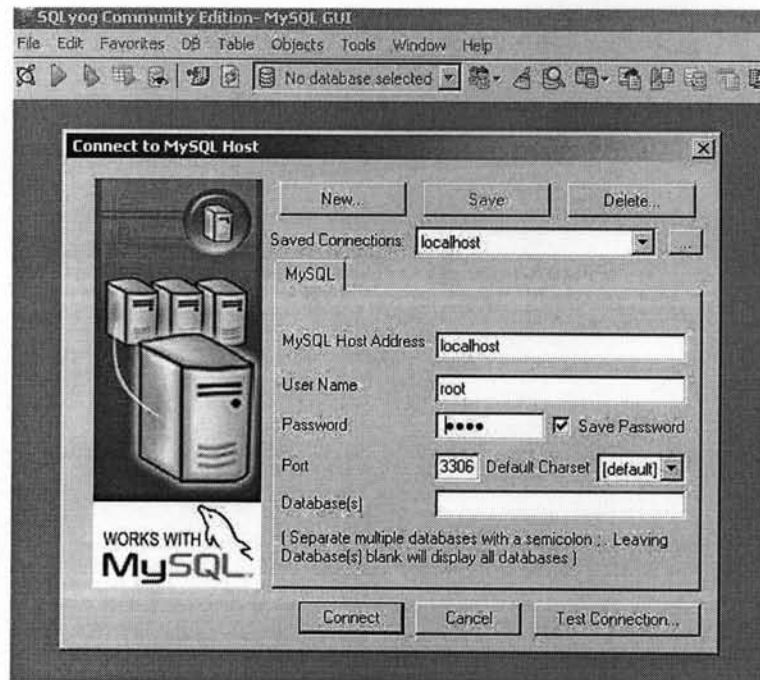 SQLyog Community Edition- MySQL GUI
File Edit Favorites DB Table Objects Tools Window Help
No database selected
Connect to MySQL Host
New... Save Delete...
Saved Connections: localhost ...
MySQL
MySQL Host Address localhost
User Name root
Password •••• Save Password
Port 3306 Default Charset [default]
Database(s)
( Separate multiple databases with a semicolon ; . Leaving
Database(s) blank will display all databases )
WORKS WITH
MySQL
Connect Cancel Test Connection...